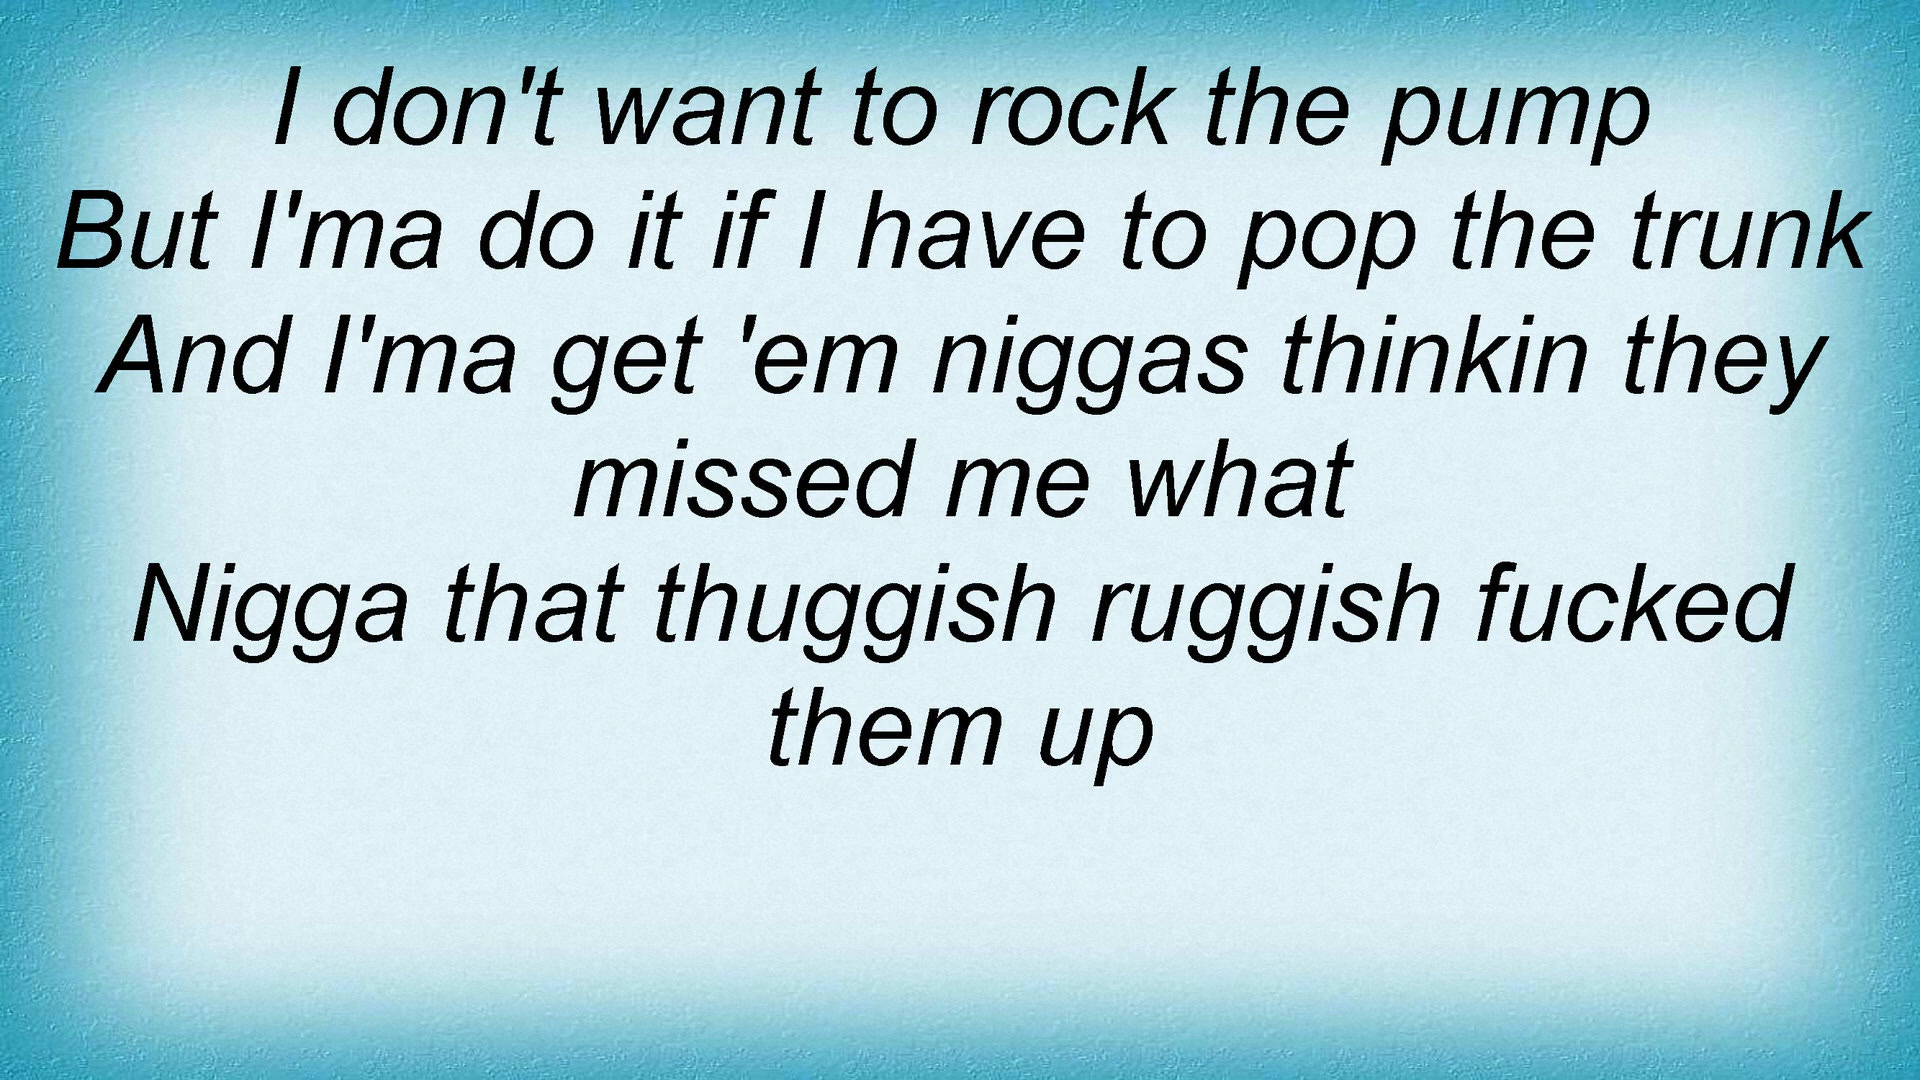 I don't want to rock the pump
But I'ma do it if I have to pop the trunk
And I'ma get 'em niggas thinkin they
missed me what
Nigga that thuggish ruggish fucked
them up